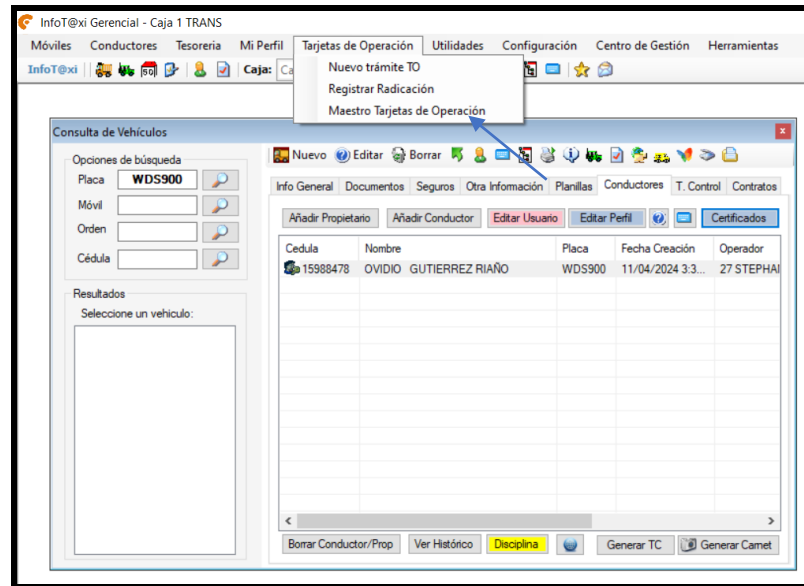 InfoT@xi Gerencial - Caja 1 TRANS
Móviles Conductores Tesoreria Mi Perfil Tarjetas de Operación Utilidades Configuración Centro de Gestión Herramientas
InfoT@xi Caja: Ca
Nuevo trámite TO
Registrar Radicación
Maestro Tarjetas de Operación
Consulta de Vehículos
Opciones de búsqueda
Placa WDS900
Móvil
Orden
Cédula
Resultados
Seleccione un vehiculo:
Nuevo Editar Borrar
Info General Documentos Seguros Otra Información Planillas Conductores T. Control Contratos
Añadir Propietario Añadir Conductor Editar Usuario Editar Perfil Certificados
Cedula Nombre Placa Fecha Creación Operador
15988478 OVIDIO GUTIERREZ RIAÑO WDS900 11/04/2024 3:3... 27 STEPHAI
Borrar Conductor/Prop Ver Histórico Disciplina Generar TC Generar Carnet